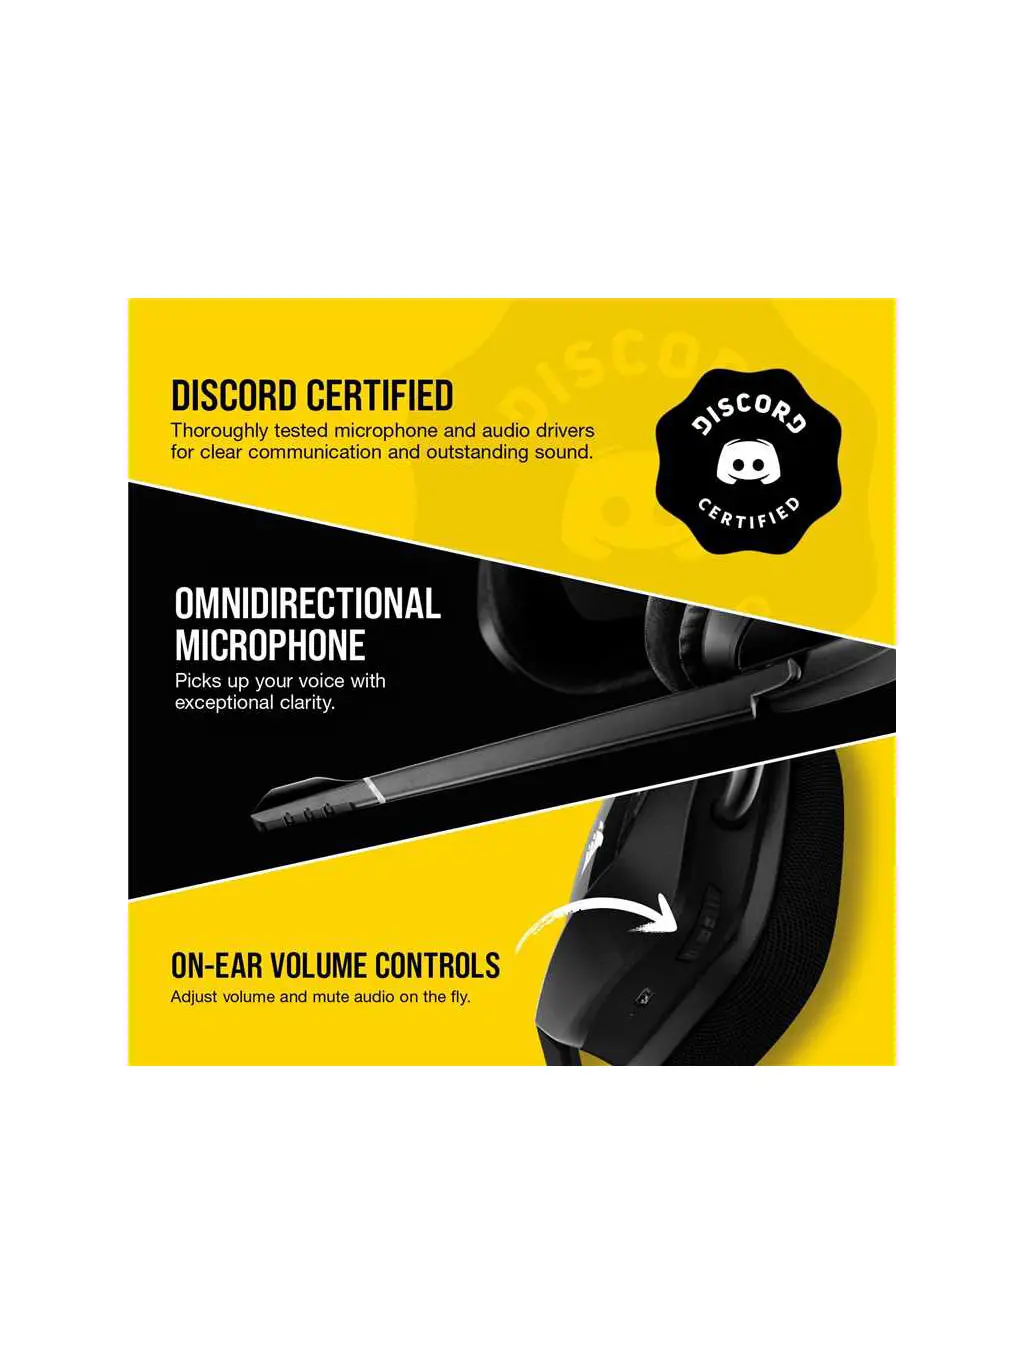 DISCORD CERTIFIED
Thoroughly tested microphone and audio drivers
for clear communication and outstanding sound.
DISCORD
CERTIFIED
OMNIDIRECTIONAL
MICROPHONE
Picks up your voice with
exceptional clarity.
ON-EAR VOLUME CONTROLS
Adjust volume and mute audio on the fly.